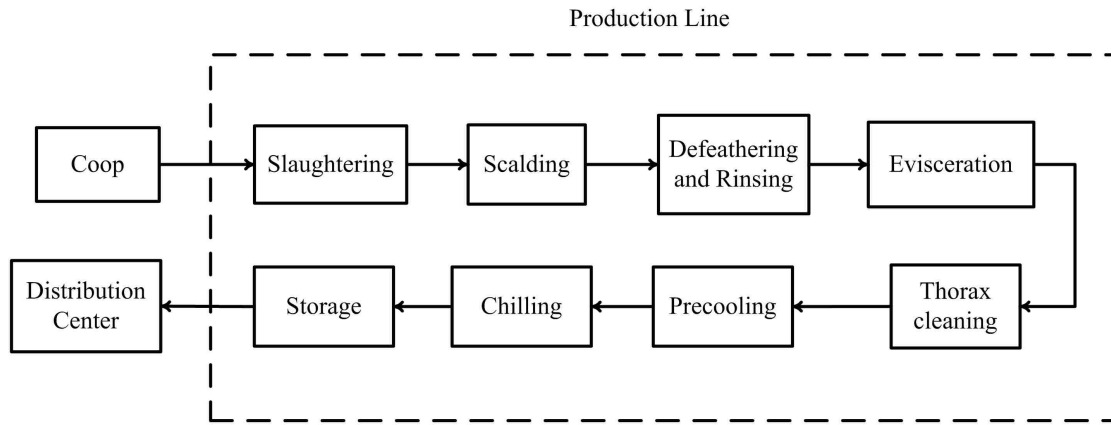 Production Line
Coop
Slaughtering
Scalding
Defeathering
and Rinsing
Evisceration
Distribution
Center
Storage
Chilling
Precooling
Thorax
cleaning